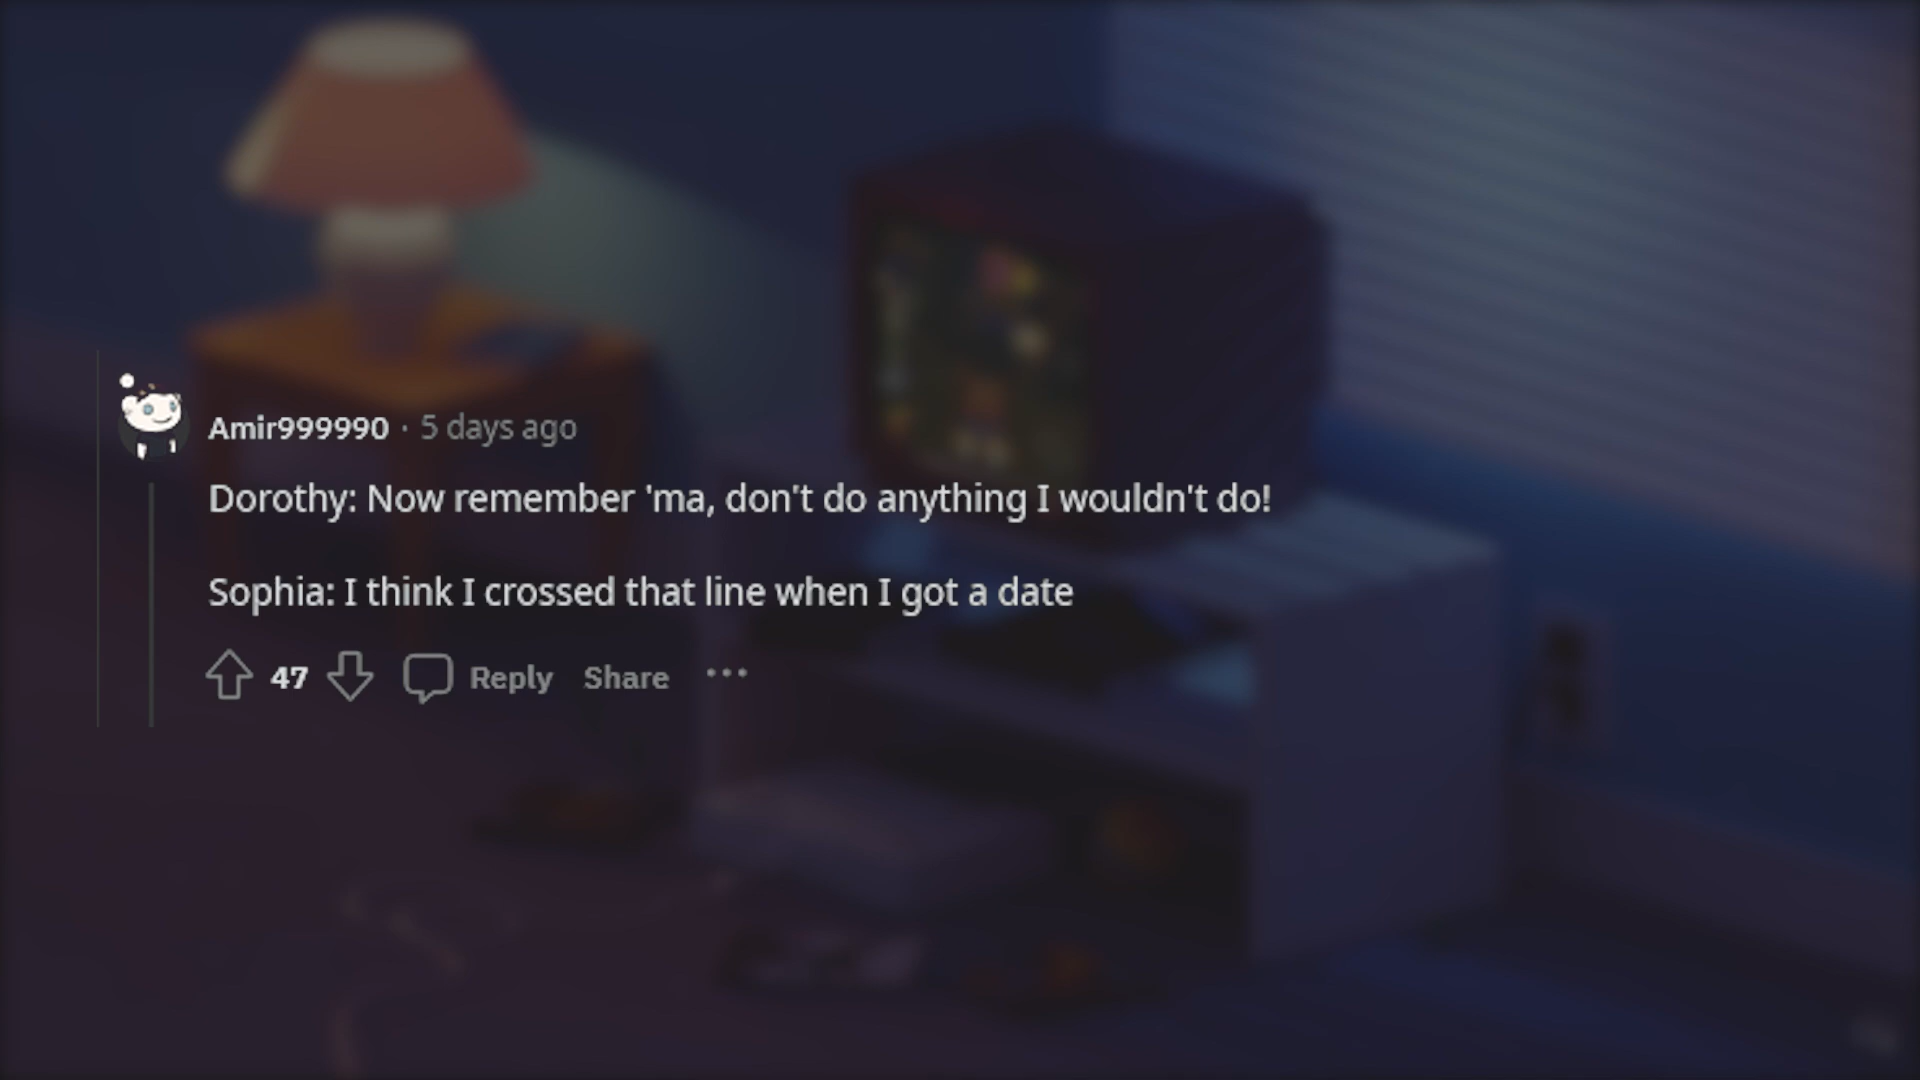 Amir999990 · 5 days ago
Dorothy: Now remember 'ma, don't do anything I wouldn't do!
Sophia: I think I crossed that line when I got a date
47 Reply Share ···